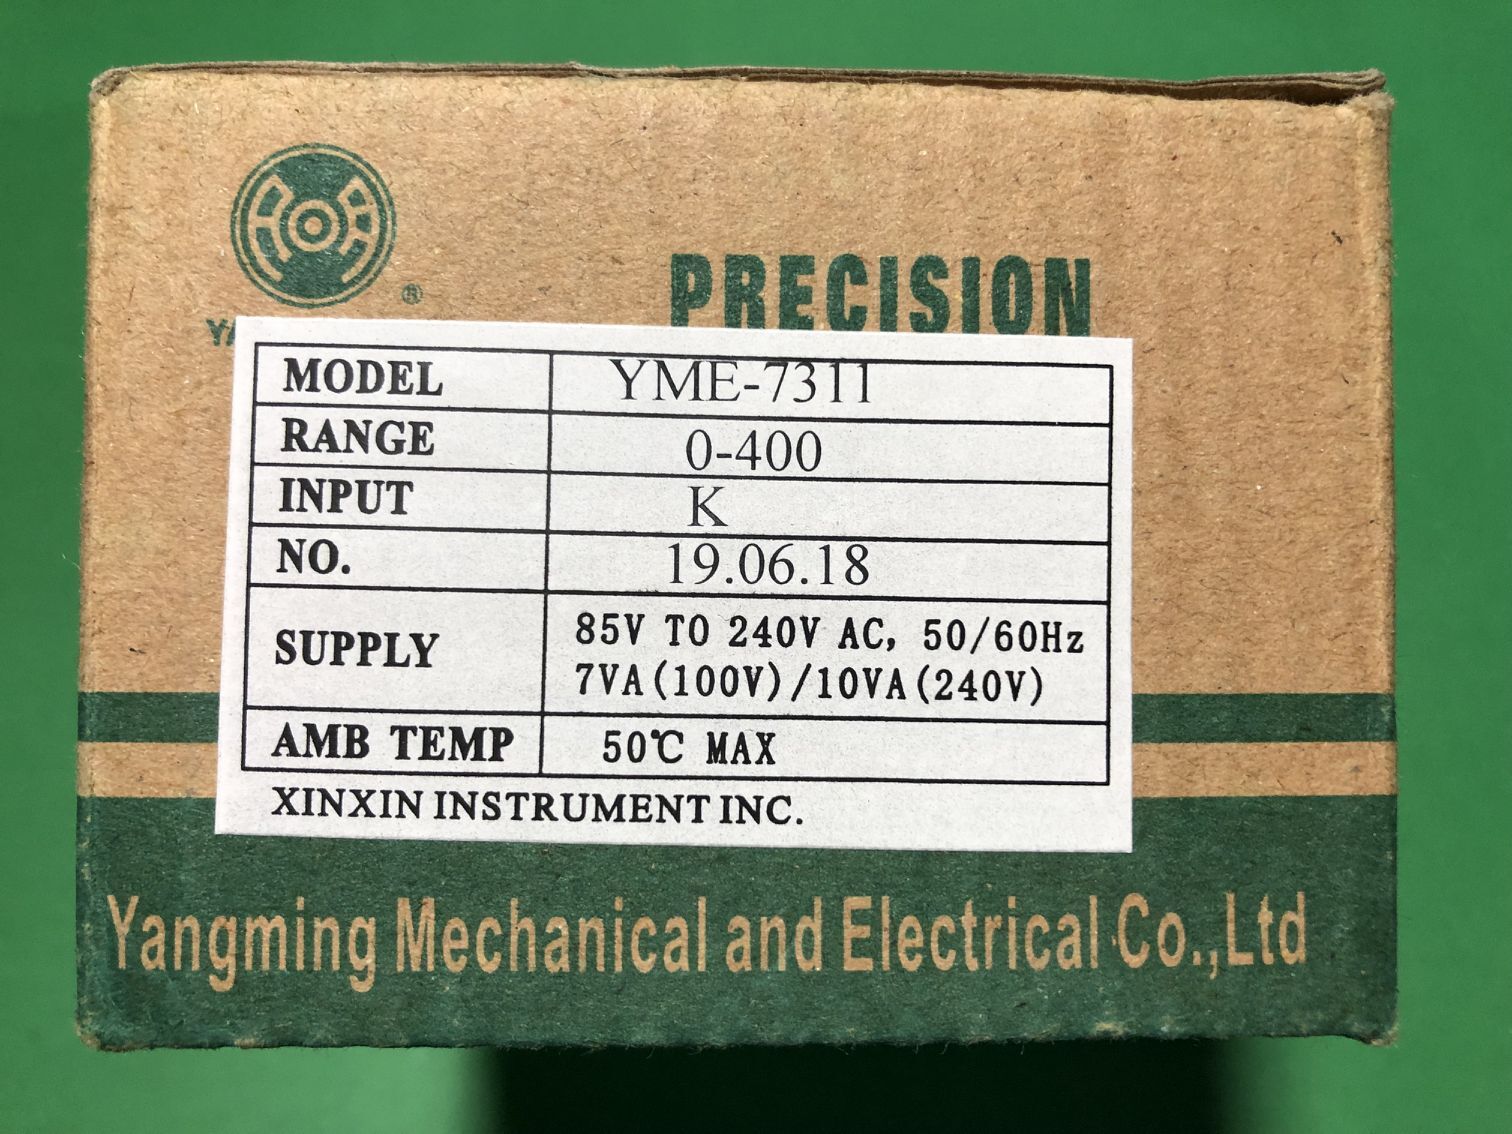 ®
PRECISION
MODEL YME-7311
RANGE 0-400
INPUT K
NO. 19.06.18
SUPPLY 85V TO 240V AC, 50/60Hz
7VA(100V)/10VA(240V)
AMB TEMP 50℃ MAX
XINXIN INSTRUMENT INC.
Yangming Mechanical and Electrical Co.,Ltd